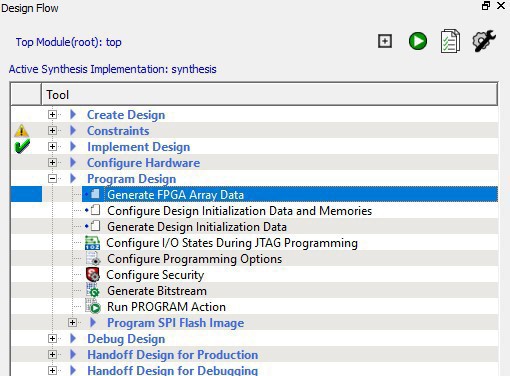 Design Flow
Top Module(root): top
Active Synthesis Implementation: synthesis
Tool
Create Design
Constraints
Implement Design
Configure Hardware
Program Design
Generate FPGA Array Data
Configure Design Initialization Data and Memories
Generate Design Initialization Data
Configure I/O States During JTAG Programming
Configure Programming Options
Configure Security
Generate Bitstream
Run PROGRAM Action
Program SPI Flash Image
Debug Design
Handoff Design for Production
Handoff Design for Debugging